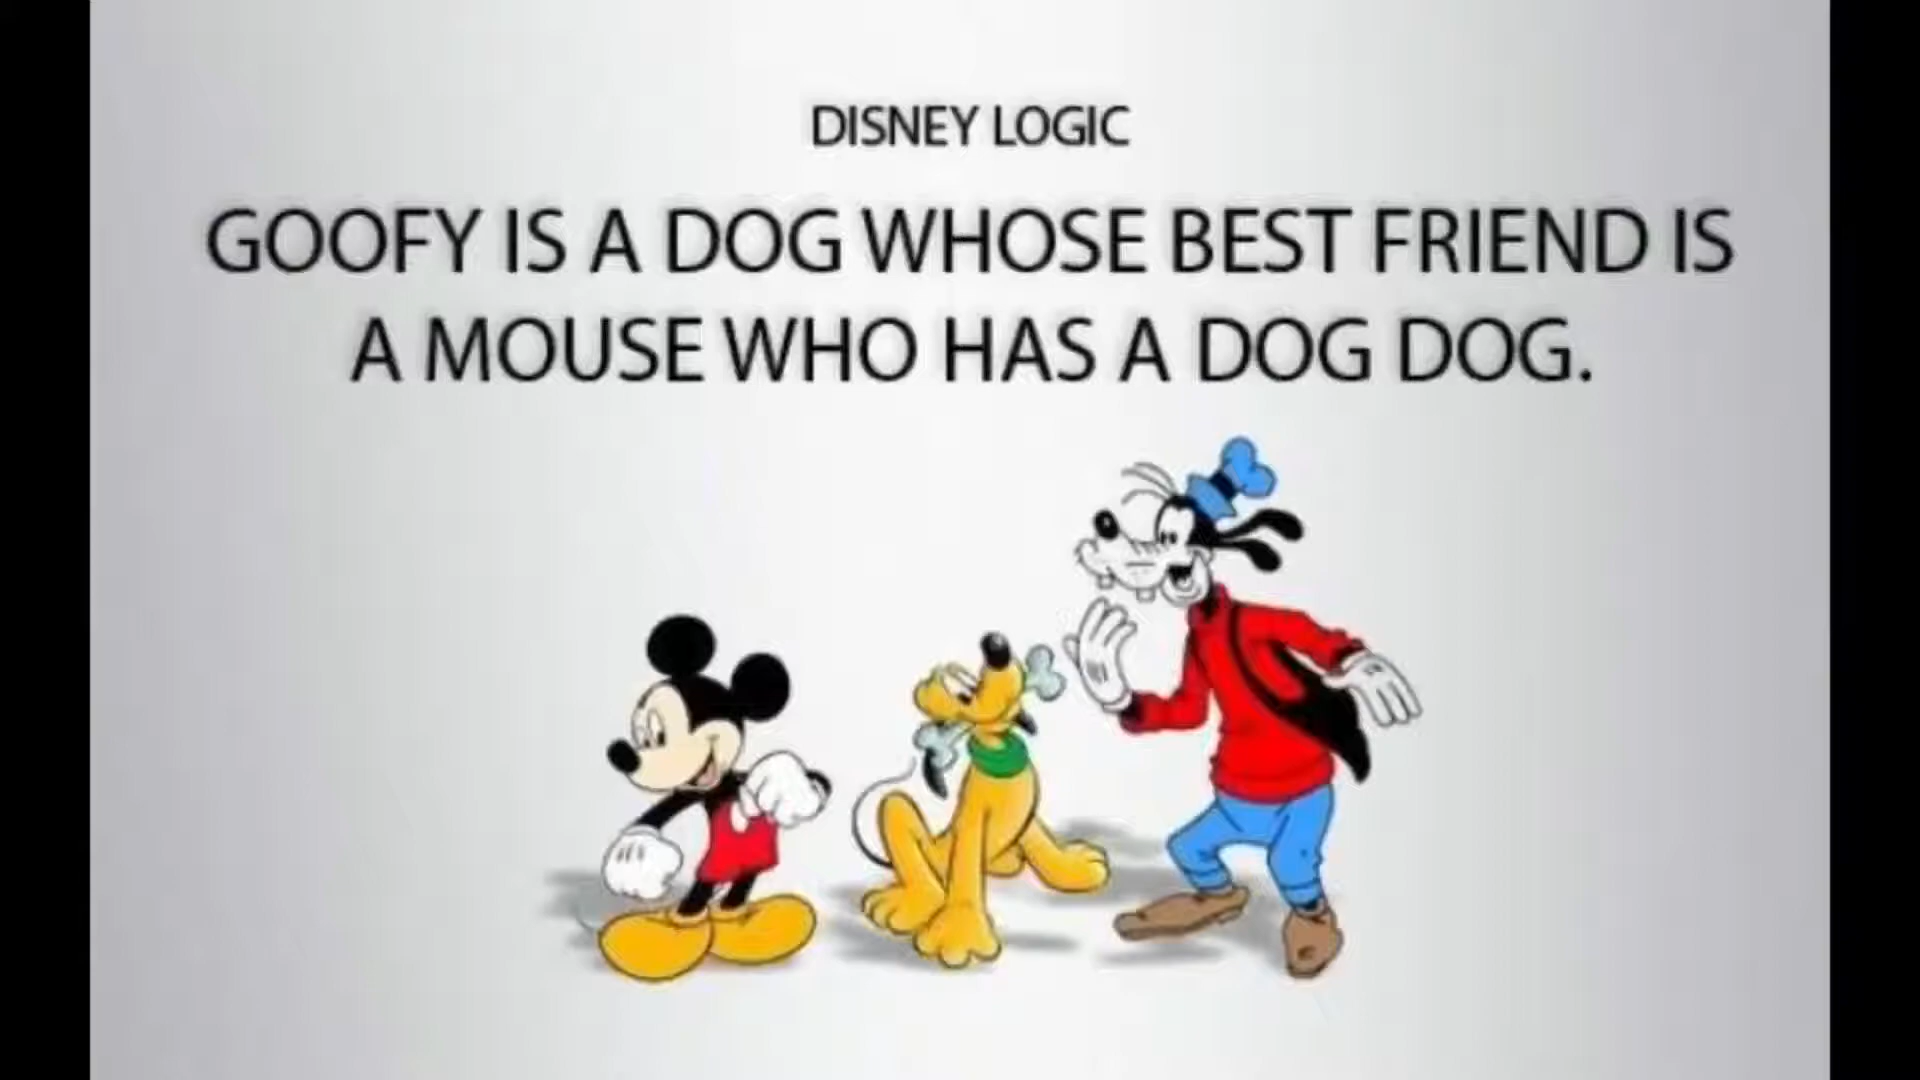 DISNEY LOGIC
GOOFY IS A DOG WHOSE BEST FRIEND IS
A MOUSE WHO HAS A DOG DOG.